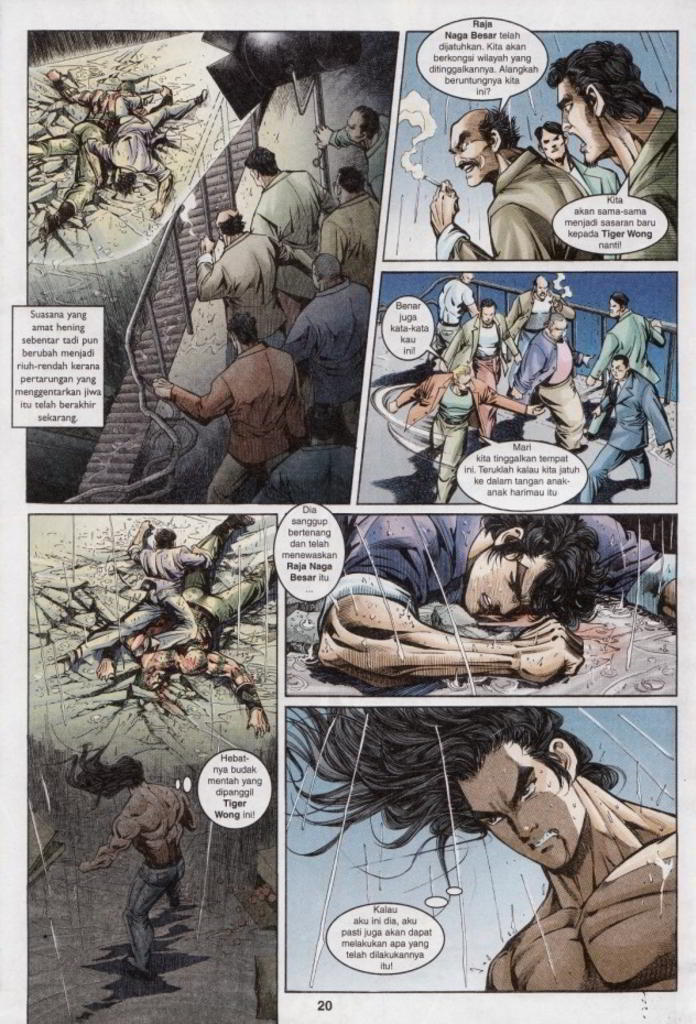 Suasana yang
amat hening
sebentar tadi pun
berubah menjadi
riuh-rendah kerana
pertarungan yang
menggentarkan jiwa
itu telah berakhir
sekarang.
Raja
Naga Besar telah
dijatuhkan. Kita akan
berkongsi wilayah yang
ditinggalkannya. Alangkah
beruntungnya kita
ini?
Kita
akan sama-sama
menjadi sasaran baru
kepada Tiger Wong
nanti!
Benar
juga
kata-kata
kau
ini!
Mari
kita tinggalkan tempat
ini. Teruklah kalau kita jatuh
ke dalam tangan anak-
anak harimau itu
Dia
sanggup
bertenang
dan telah
menewaskan
Raja Naga
Besar itu
...
Hebat-
nya budak
mentah yang
dipanggil
Tiger
Wong ini!
Kalau
aku ini dia, aku
pasti juga akan dapat
melakukan apa yang
telah dilakukannya
itu!
20